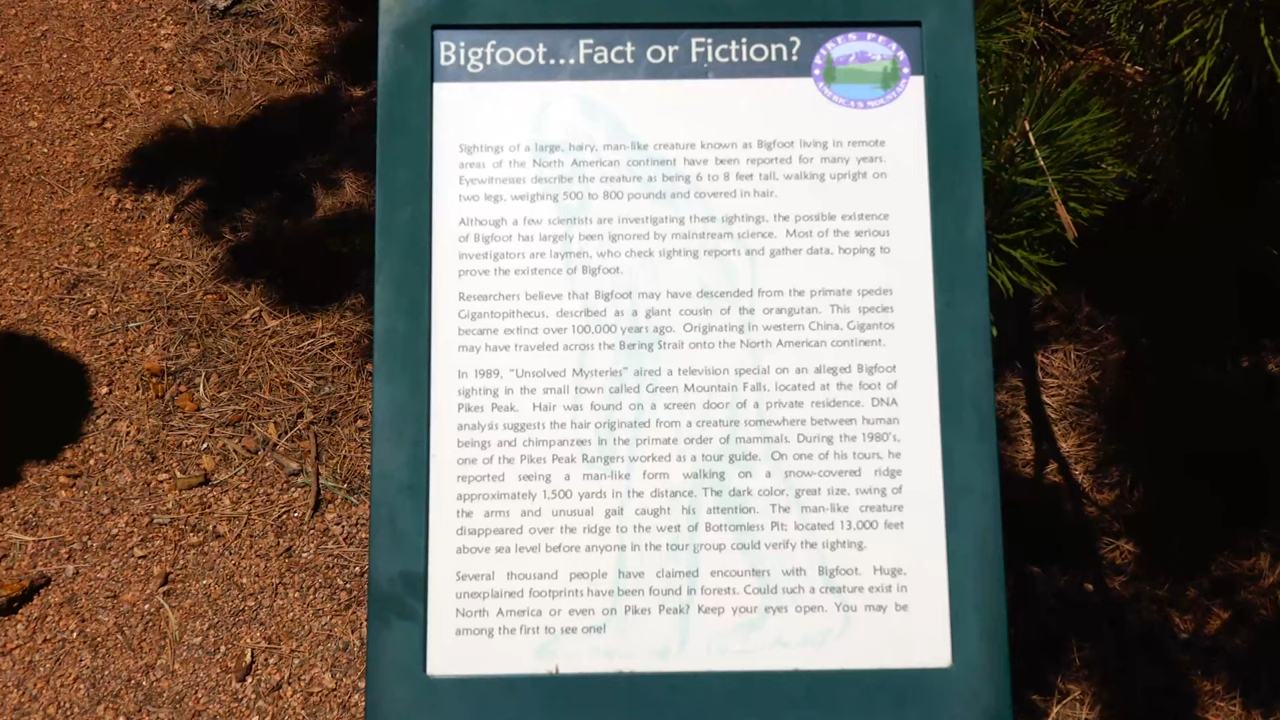 Bigfoot...Fact or Fiction?
PIKES PEAK
AMERICA'S MOUNTAIN
Sightings of a large, hairy, man-like creature known as Bigfoot living in remote
areas of the North American continent have been reported for many years.
Eyewitnesses describe the creature as being 6 to 8 feet tall, walking upright on
two legs, weighing 500 to 800 pounds and covered in hair.
Although a few scientists are investigating these sightings, the possible existence
of Bigfoot has largely been ignored by mainstream science. Most of the serious
investigators are laymen, who check sighting reports and gather data, hoping to
prove the existence of Bigfoot.
Researchers believe that Bigfoot may have descended from the primate species
Gigantopithecus, described as a giant cousin of the orangutan. This species
became extinct over 100,000 years ago. Originating in western China, Gigantos
may have traveled across the Bering Strait onto the North American continent.
In 1989, "Unsolved Mysteries" aired a television special on an alleged Bigfoot
sighting in the small town called Green Mountain Falls, located at the foot of
Pikes Peak. Hair was found on a screen door of a private residence. DNA
analysis suggests the hair originated from a creature somewhere between human
beings and chimpanzees in the primate order of mammals. During the 1980's,
one of the Pikes Peak Rangers worked as a tour guide. On one of his tours, he
reported seeing a man-like form walking on a snow-covered ridge
approximately 1,500 yards in the distance. The dark color, great size, swing of
the arms and unusual gait caught his attention. The man-like creature
disappeared over the ridge to the west of Bottomless Pit; located 13,000 feet
above sea level before anyone in the tour group could verify the sighting.
Several thousand people have claimed encounters with Bigfoot. Huge,
unexplained footprints have been found in forests. Could such a creature exist in
North America or even on Pikes Peak? Keep your eyes open. You may be
among the first to see one!